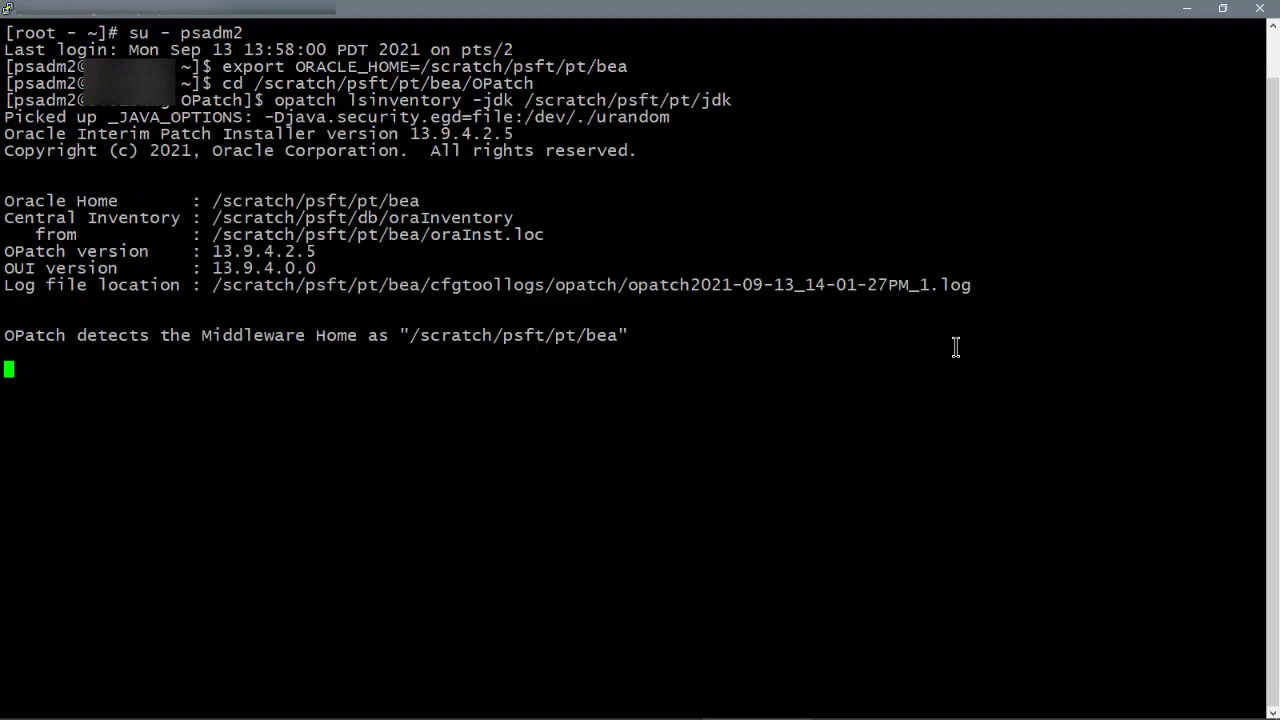 [root - ~]# su - psadm2
Last login: Mon Sep 13 13:58:00 PDT 2021 on pts/2
[psadm2@ ~]$ export ORACLE_HOME=/scratch/psft/pt/bea
[psadm2@ ~]$ cd /scratch/psft/pt/bea/OPatch
[psadm2@ OPatch]$ opatch lsinventory -jdk /scratch/psft/pt/jdk
Picked up _JAVA_OPTIONS: -Djava.security.egd=file:/dev/./urandom
Oracle Interim Patch Installer version 13.9.4.2.5
Copyright (c) 2021, Oracle Corporation.  All rights reserved.
Oracle Home       : /scratch/psft/pt/bea
Central Inventory : /scratch/psft/db/oraInventory
   from           : /scratch/psft/pt/bea/oraInst.loc
OPatch version    : 13.9.4.2.5
OUI version       : 13.9.4.0.0
Log file location : /scratch/psft/pt/bea/cfgtoollogs/opatch/opatch2021-09-13_14-01-27PM_1.log
OPatch detects the Middleware Home as "/scratch/psft/pt/bea"